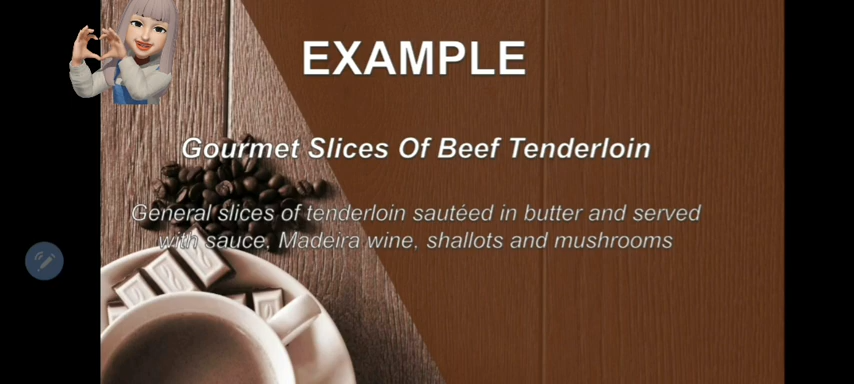 EXAMPLE
Gourmet Slices Of Beef Tenderloin
General slices of tenderloin sautéed in butter and served
with sauce, Madeira wine, shallots and mushrooms